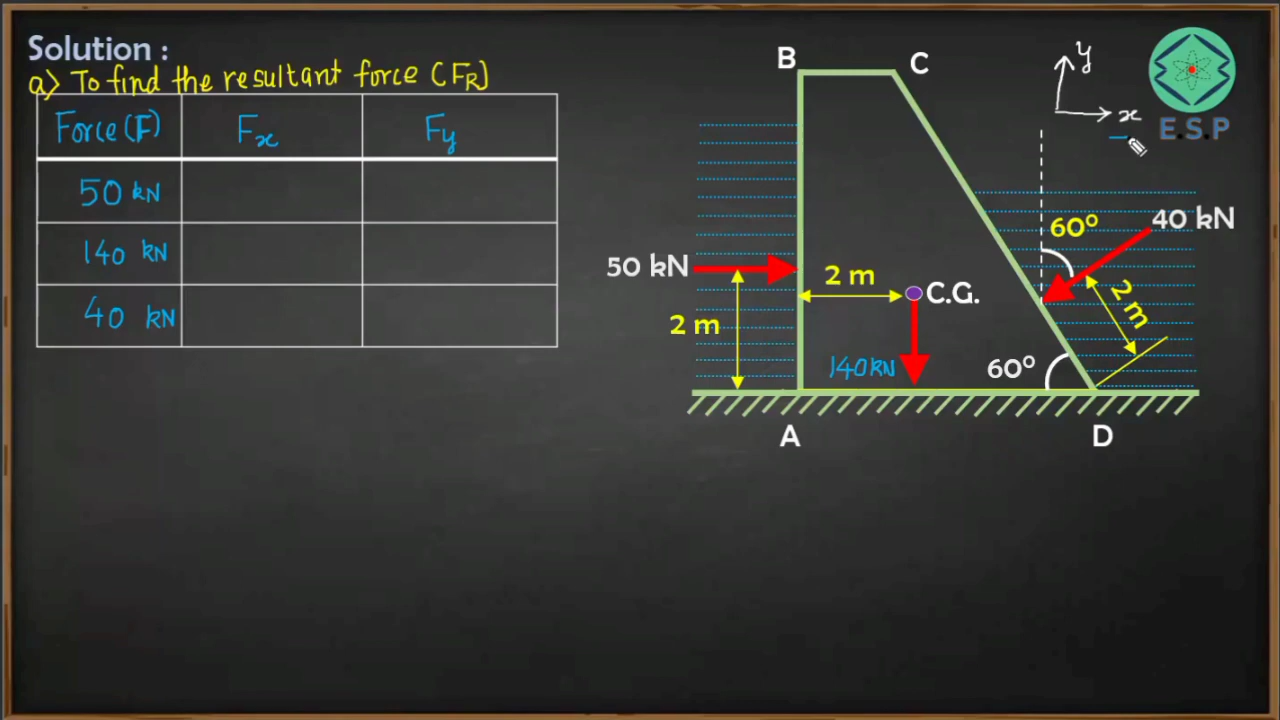 Solution :
a) To find the resultant force (FR)
Force(F) Fx Fy
50 kN
140 kN
40 kN
B
C
y
x
E.S.P
60°
40 kN
50 kN
2 m
C.G.
2 m
2 m
140kN
60°
A
D